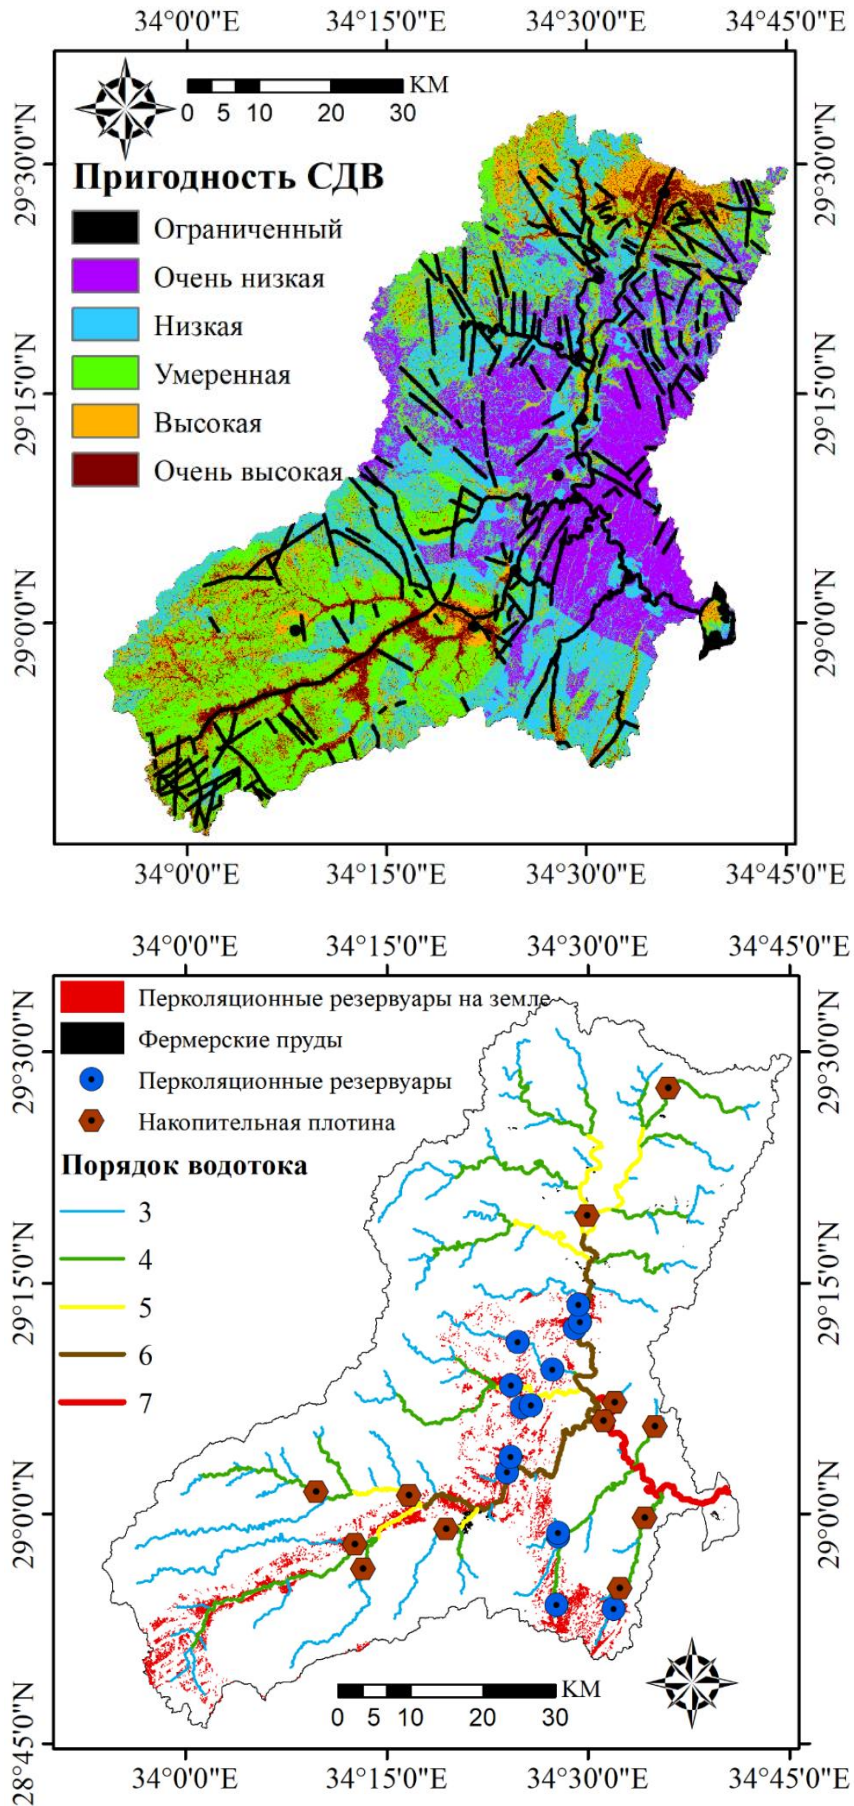 34°0'0"E 34°15'0"E 34°30'0"E 34°45'0"E
KM
0 5 10 20 30
29°30'0"N 29°30'0"N
Пригодность СДВ
Ограниченный
Очень низкая
Низкая
Умеренная
Высокая
Очень высокая
29°15'0"N 29°15'0"N
29°0'0"N 29°0'0"N
34°0'0"E 34°15'0"E 34°30'0"E 34°45'0"E
34°0'0"E 34°15'0"E 34°30'0"E 34°45'0"E
Перколяционные резервуары на земле
Фермерские пруды
Перколяционные резервуары
Накопительная плотина
29°30'0"N 29°30'0"N
Порядок водотока
3
4
5
6
7
29°15'0"N 29°15'0"N
29°0'0"N 29°0'0"N
KM
0 5 10 20 30
28°45'0"N
34°0'0"E 34°15'0"E 34°30'0"E 34°45'0"E